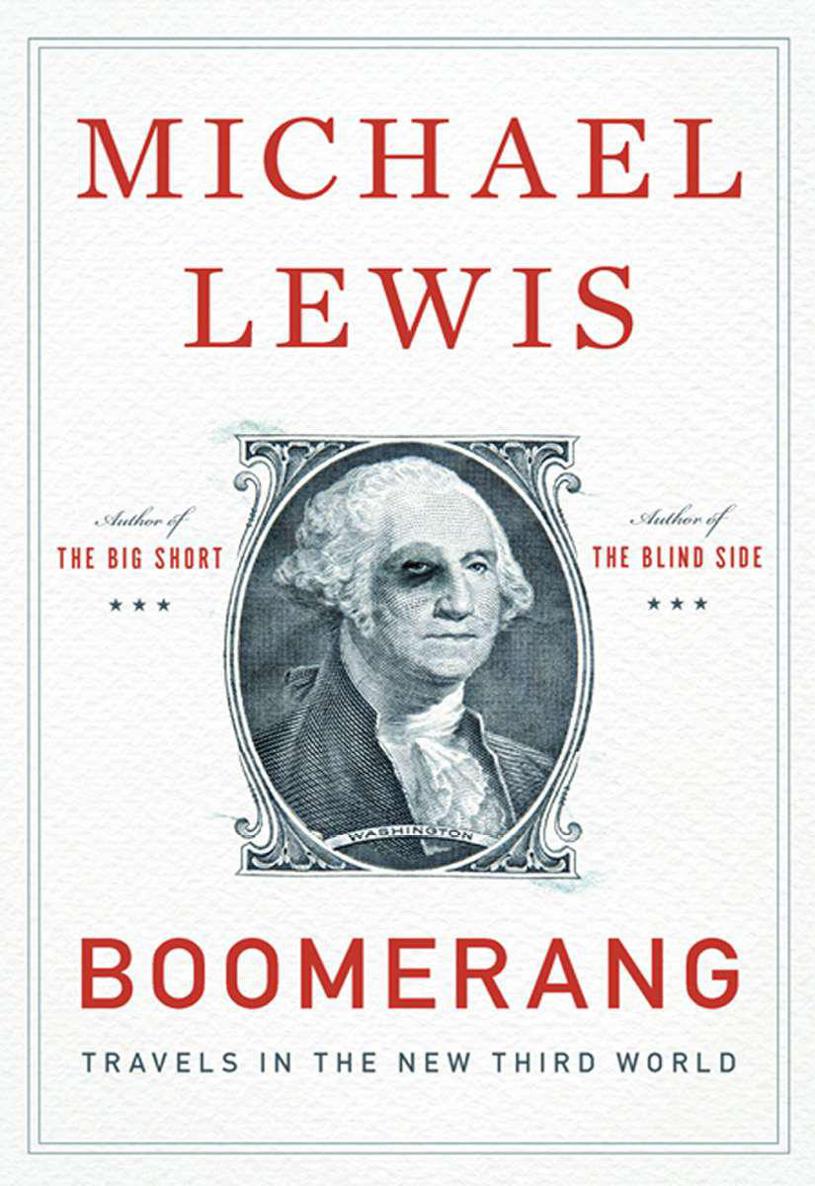 MICHAEL
LEWIS
Author of
THE BIG SHORT
★★★
Author of
THE BLIND SIDE
★★★
WASHINGTON
BOOMERANG
TRAVELS IN THE NEW THIRD WORLD